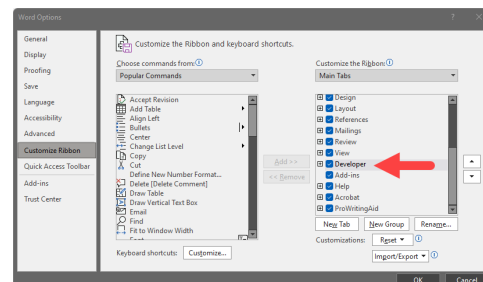 Word Options
General
Display
Proofing
Save
Language
Accessibility
Advanced
Customize Ribbon
Quick Access Toolbar
Add-ins
Trust Center
Customize the Ribbon and keyboard shortcuts.
Choose commands from:
Popular Commands
Accept Revision
Add Table
Align Left
Bullets
Center
Change List Level
Copy
Cut
Define New Number Format...
Delete [Delete Comment]
Draw Table
Draw Vertical Text Box
Email
Find
Fit to Window Width
Keyboard shortcuts: Customize...
Add >>
<< Remove
Customize the Ribbon:
Main Tabs
Design
Layout
References
Mailings
Review
View
Developer
Add-ins
Help
Acrobat
ProWritingAid
New Tab New Group Rename...
Customizations: Reset
Import/Export
OK Cancel